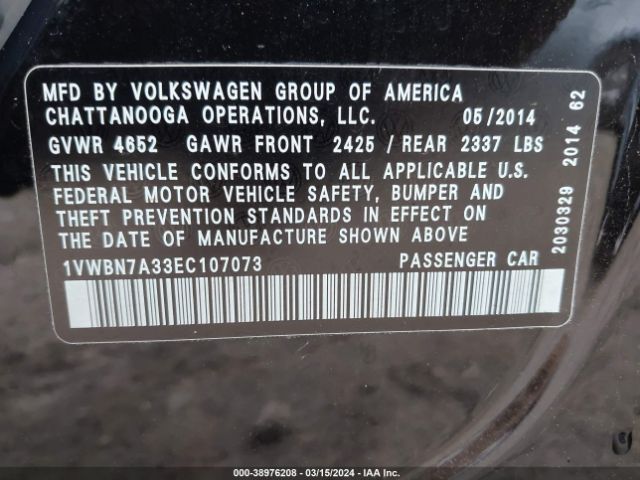 MFD BY VOLKSWAGEN GROUP OF AMERICA
CHATTANOOGA OPERATIONS, LLC. 05/2014
GVWR 4652 GAWR FRONT 2425 / REAR 2337 LBS
THIS VEHICLE CONFORMS TO ALL APPLICABLE U.S.
FEDERAL MOTOR VEHICLE SAFETY, BUMPER AND
THEFT PREVENTION STANDARDS IN EFFECT ON
THE DATE OF MANUFACTURE SHOWN ABOVE
1VWBN7A33EC107073 PASSENGER CAR
2030329 2014 62
000-38976208 - 03/15/2024 - IAA Inc.